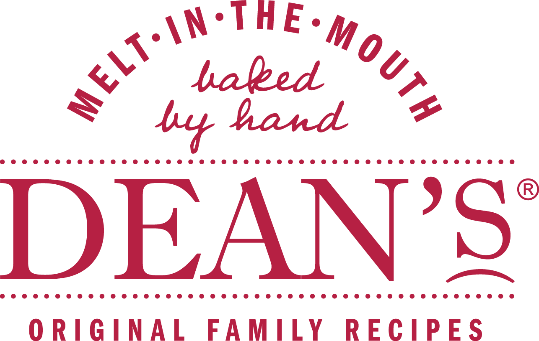 MELT·IN·THE·MOUTH
baked
by hand
DEAN'S®
ORIGINAL FAMILY RECIPES